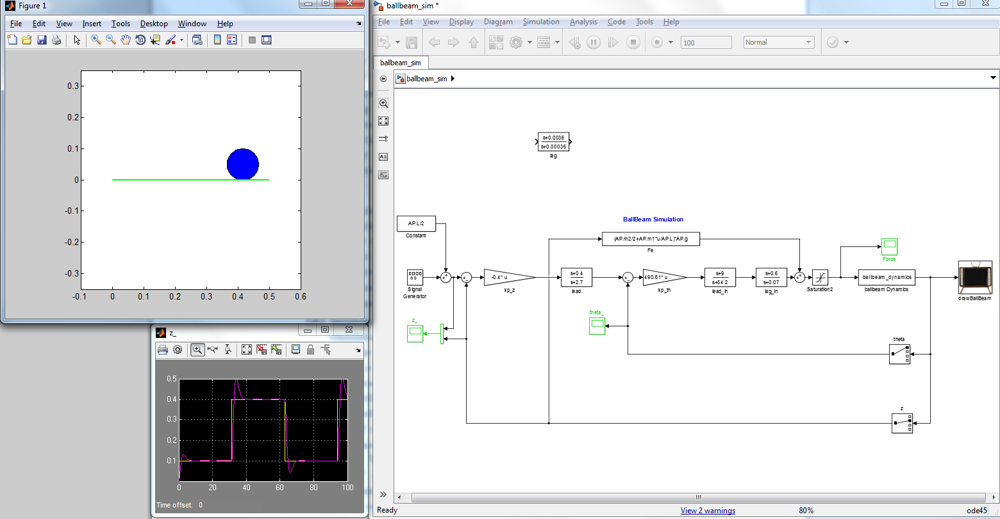 Figure 1
File Edit View Insert Tools Desktop Window Help
0.3
0.2
0.1
0
-0.1
-0.2
-0.3
-0.1 0 0.1 0.2 0.3 0.4 0.5 0.6
z_
0.5
0.4
0.3
0.2
0.1
0 20 40 60 80 100
Time offset: 0
ballbeam_sim *
File Edit View Display Diagram Simulation Analysis Code Tools Help
100
Normal
ballbeam_sim
ballbeam_sim
s+0.0036
s+0.00036
lag
BallBeam Simulation
AP.L/2
Constant
(AP.m2/2+AP.m1*u/AP.L)*AP.g
Fe
Force
Signal
Generator
-0.4* u
kp_z
s+0.4
s+2.7
lead
490.61* u
kp_th
s+9
s+54.2
lead_in
s+0.6
s+0.07
lag_in
Saturation2
ballbeam_dynamics
ballbeam Dynamics
drawBallBeam
z_
theta_
theta
z
Ready
View 2 warnings
80%
ode45